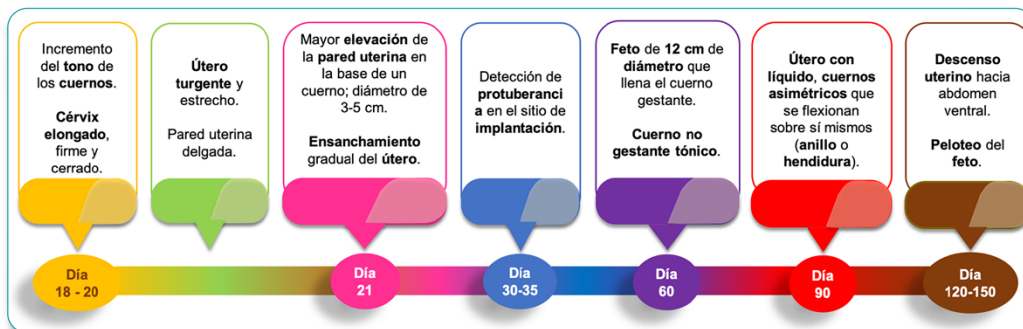 Incremento
del tono de
los cuernos.
Cérvix
elongado,
firme y
cerrado.
Útero
turgente y
estrecho.
Pared uterina
delgada.
Mayor elevación de
la pared uterina en
la base de un
cuerno; diámetro de
3-5 cm.
Ensanchamiento
gradual del útero.
Detección de
protuberanci
a en el sitio de
implantación.
Feto de 12 cm de
diámetro que
llena el cuerno
gestante.
Cuerno no
gestante tónico.
Útero con
líquido, cuernos
asimétricos que
se flexionan
sobre sí mismos
(anillo o
hendidura).
Descenso
uterino hacia
abdomen
ventral.
Peloteo del
feto.
Día
18 - 20
Día
21
Día
30-35
Día
60
Día
90
Día
120-150